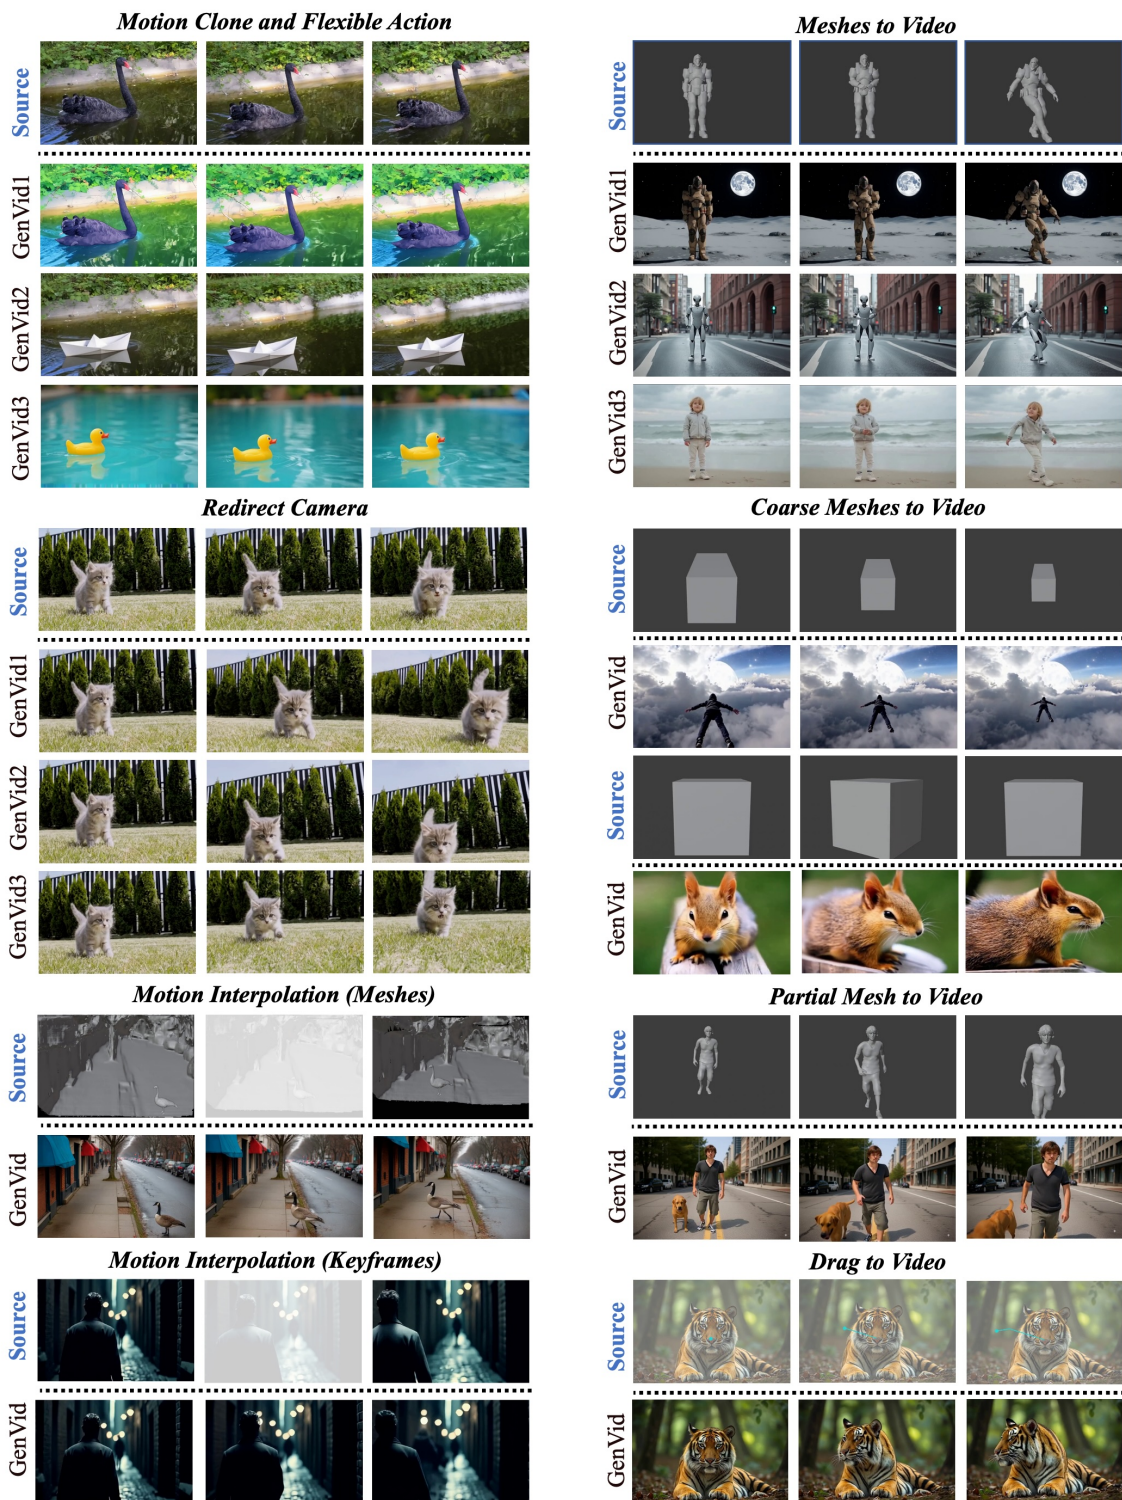 Motion Clone and Flexible Action
Source
GenVid1
GenVid2
GenVid3
Redirect Camera
Source
GenVid1
GenVid2
GenVid3
Motion Interpolation (Meshes)
Source
GenVid
Motion Interpolation (Keyframes)
Source
GenVid
Meshes to Video
Source
GenVid1
GenVid2
GenVid3
Coarse Meshes to Video
Source
GenVid
Source
GenVid
Partial Mesh to Video
Source
GenVid
Drag to Video
Source
GenVid